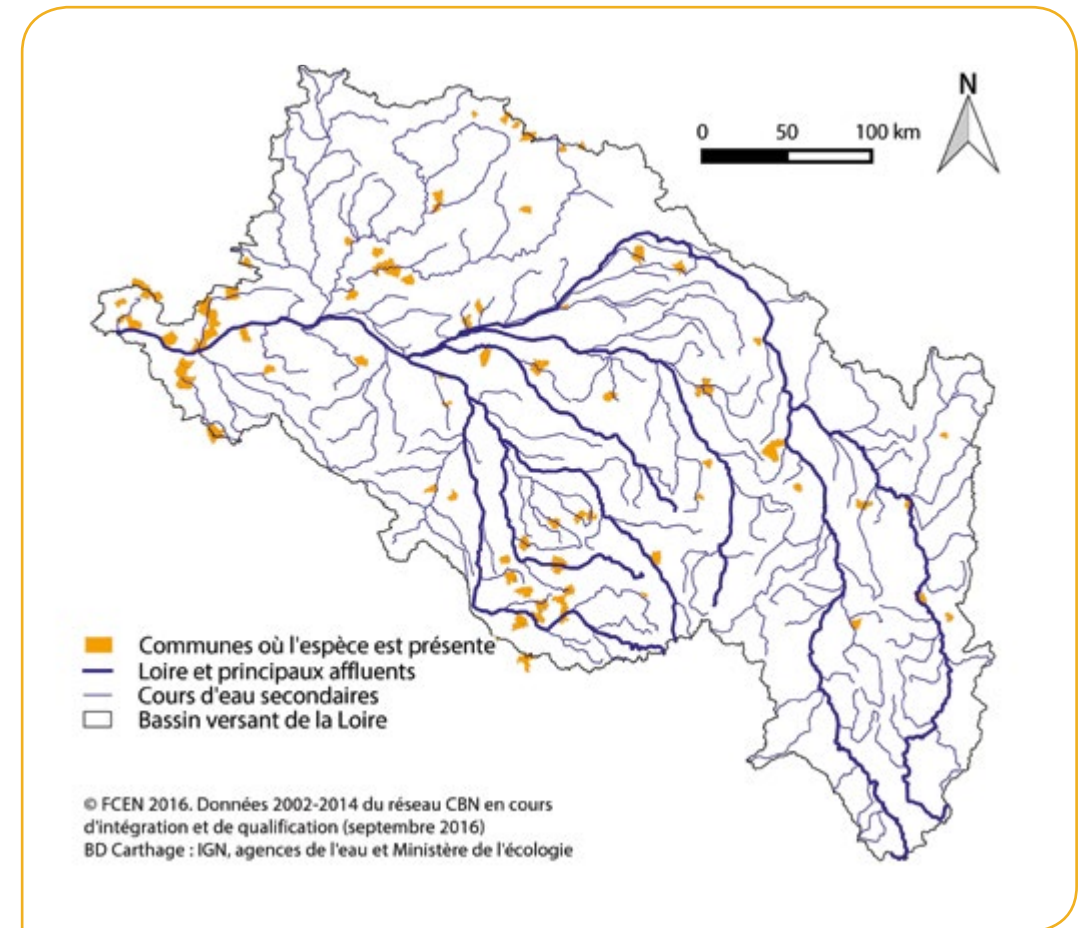 N
0 50 100 km
Communes où l'espèce est présente
Loire et principaux affluents
Cours d'eau secondaires
Bassin versant de la Loire
© FCEN 2016. Données 2002-2014 du réseau CBN en cours
d'intégration et de qualification (septembre 2016)
BD Carthage : IGN, agences de l'eau et Ministère de l'écologie